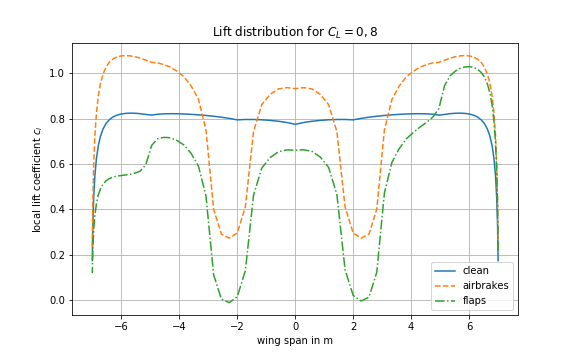 Lift distribution for C_L = 0, 8
local lift coefficient c_l
1.0
0.8
0.6
0.4
0.2
0.0
−6
−4
−2
0
2
4
6
wing span in m
clean
airbrakes
flaps